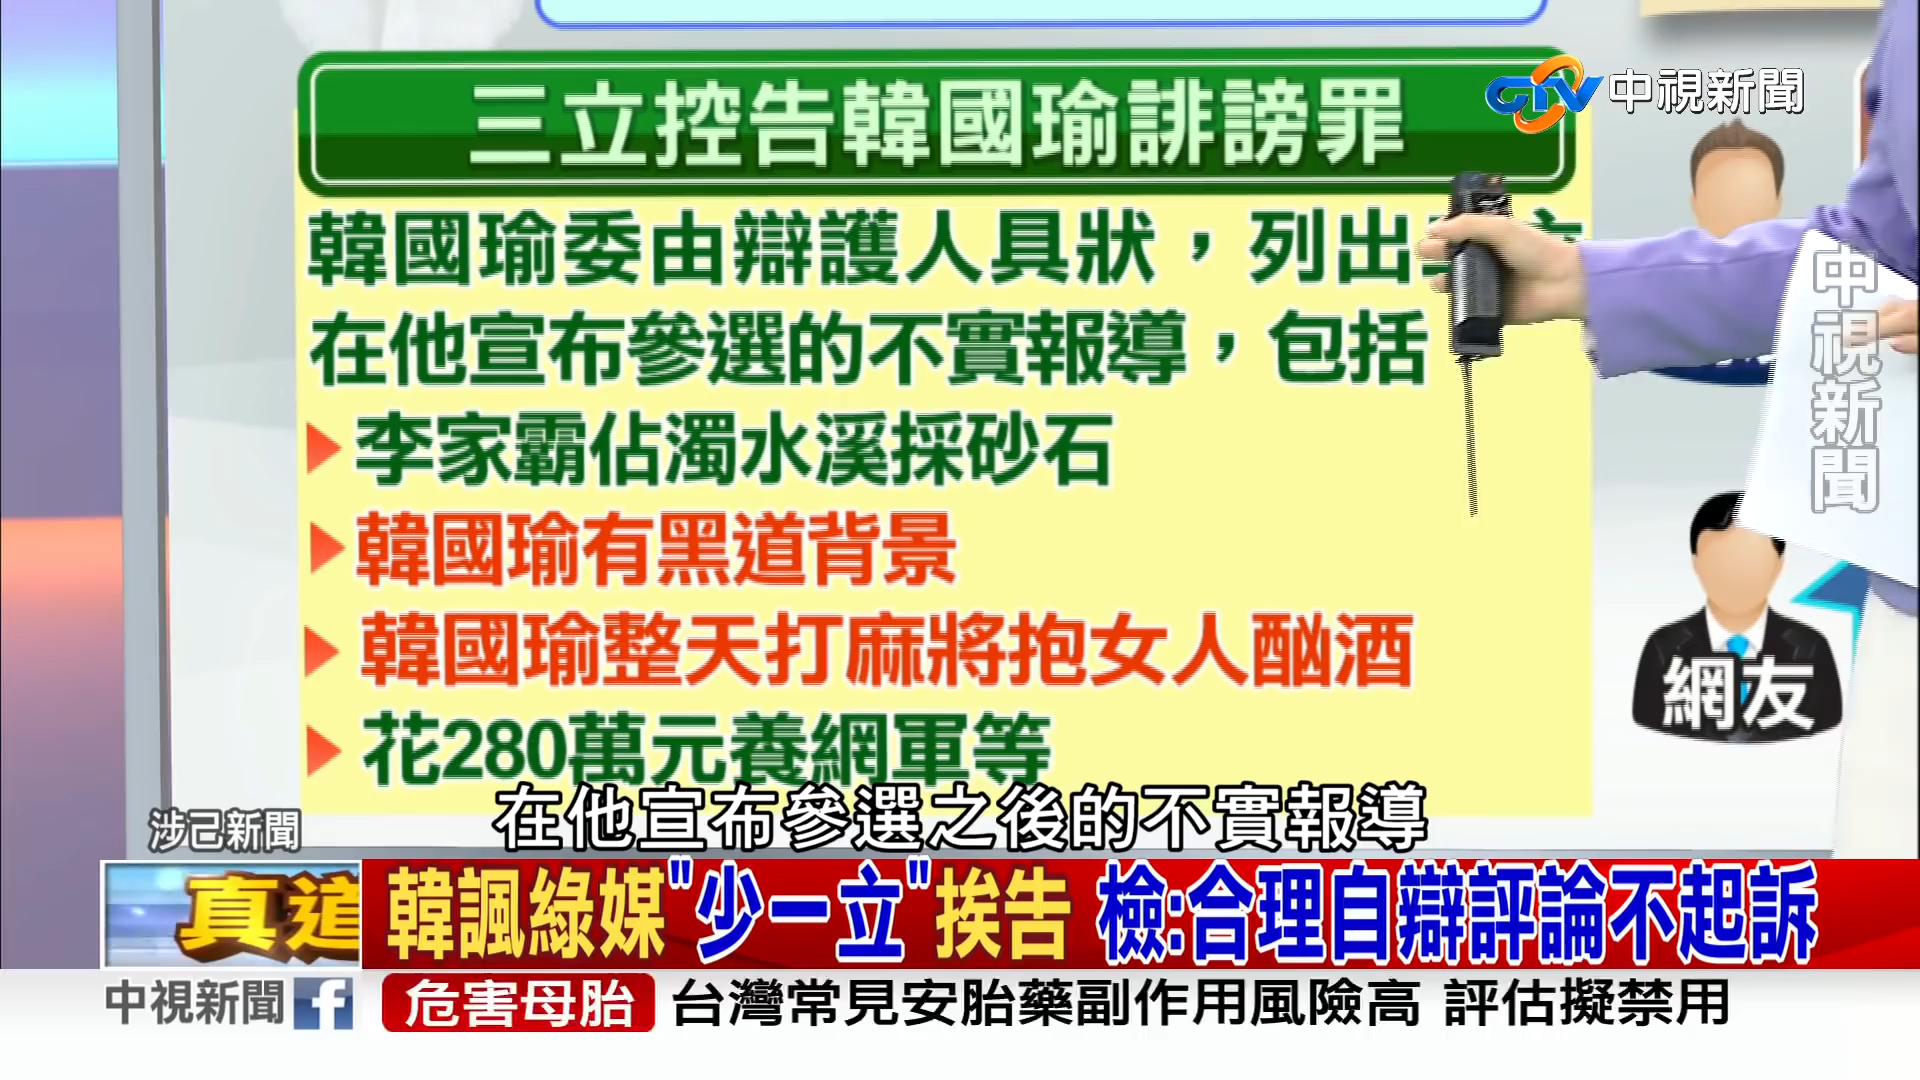 三立控告韓國瑜誹謗罪
CTV 中視新聞
韓國瑜委由辯護人具狀，列出
在他宣布參選的不實報導，包括
李家霸佔濁水溪採砂石
韓國瑜有黑道背景
韓國瑜整天打麻將抱女人酗酒
花280萬元養網軍等
中視新聞
網友
涉己新聞
在他宣布參選之後的不實報導
真道
韓諷綠媒"少一立"挨告 檢:合理自辯評論不起訴
中視新聞 f
危害母胎 台灣常見安胎藥副作用風險高 評估擬禁用